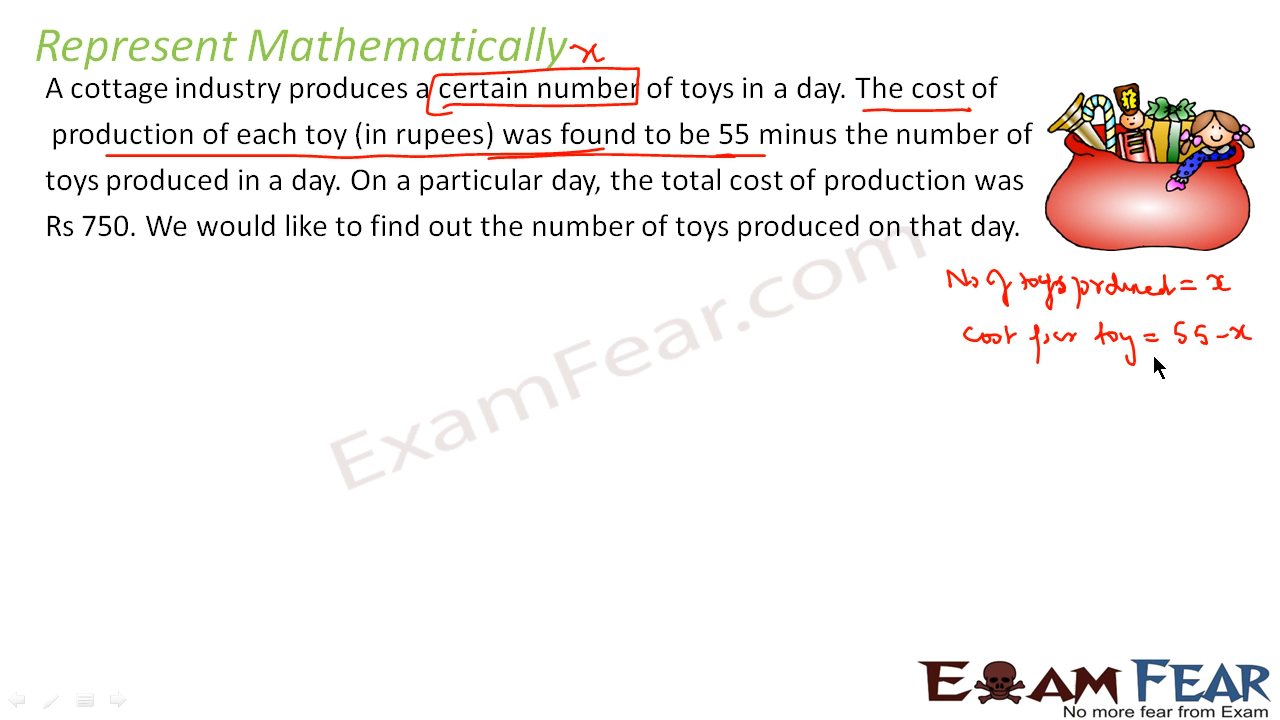 Represent Mathematically
x
A cottage industry produces a certain number of toys in a day. The cost of
production of each toy (in rupees) was found to be 55 minus the number of
toys produced in a day. On a particular day, the total cost of production was
Rs 750. We would like to find out the number of toys produced on that day.
No of toys produced = x
Cost per toy = 55 - x
ExamFear.com
EXAM FEAR
No more fear from Exam